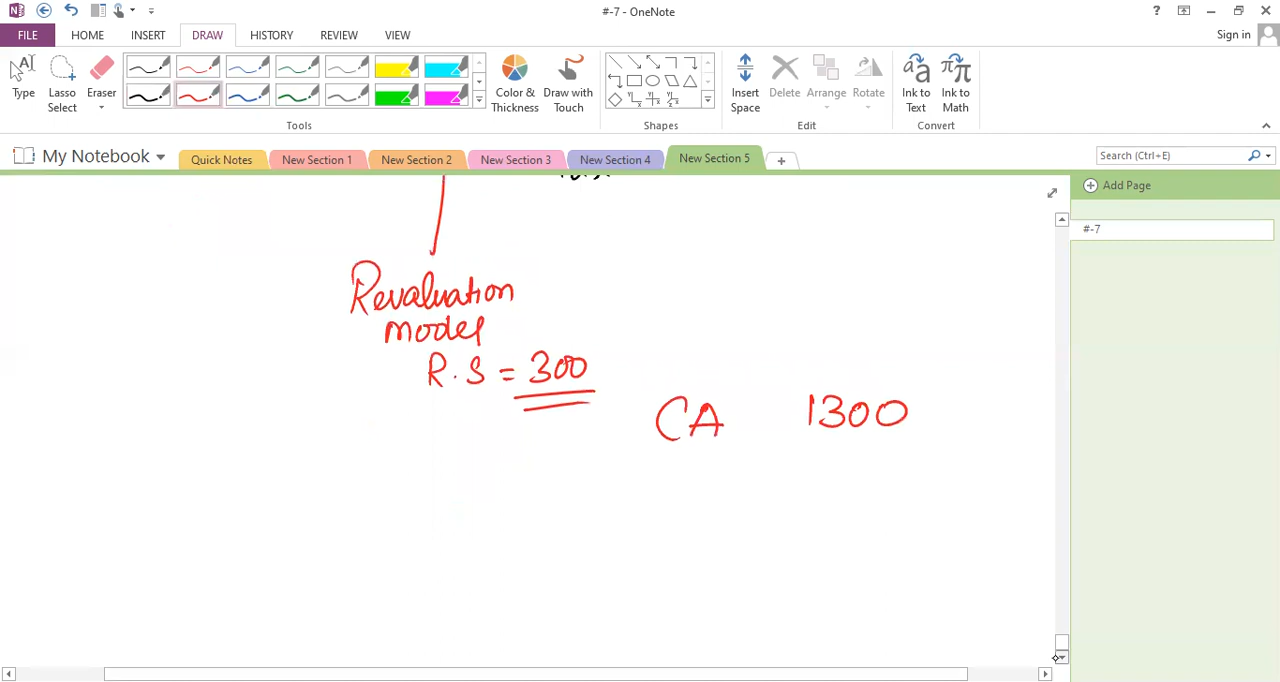 #-7 - OneNote
? Sign in
FILE HOME INSERT DRAW HISTORY REVIEW VIEW
Type Lasso Select Eraser Color & Thickness Draw with Touch Insert Space Delete Arrange Rotate Ink to Text Ink to Math
Tools Shapes Edit Convert
My Notebook Quick Notes New Section 1 New Section 2 New Section 3 New Section 4 New Section 5 Search (Ctrl+E)
Add Page
#-7
Revaluation
model
R.S = 300
CA 1300